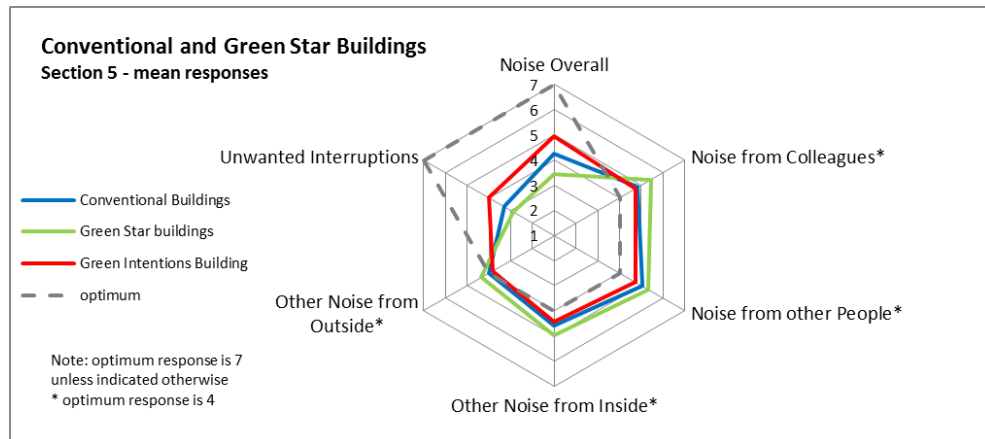 Conventional and Green Star Buildings
Section 5 - mean responses
Noise Overall
7
6
5
4
3
2
1
Unwanted Interruptions
Noise from Colleagues*
Conventional Buildings
Green Star buildings
Green Intentions Building
optimum
Other Noise from
Outside*
Noise from other People*
Other Noise from Inside*
Note: optimum response is 7
unless indicated otherwise
* optimum response is 4